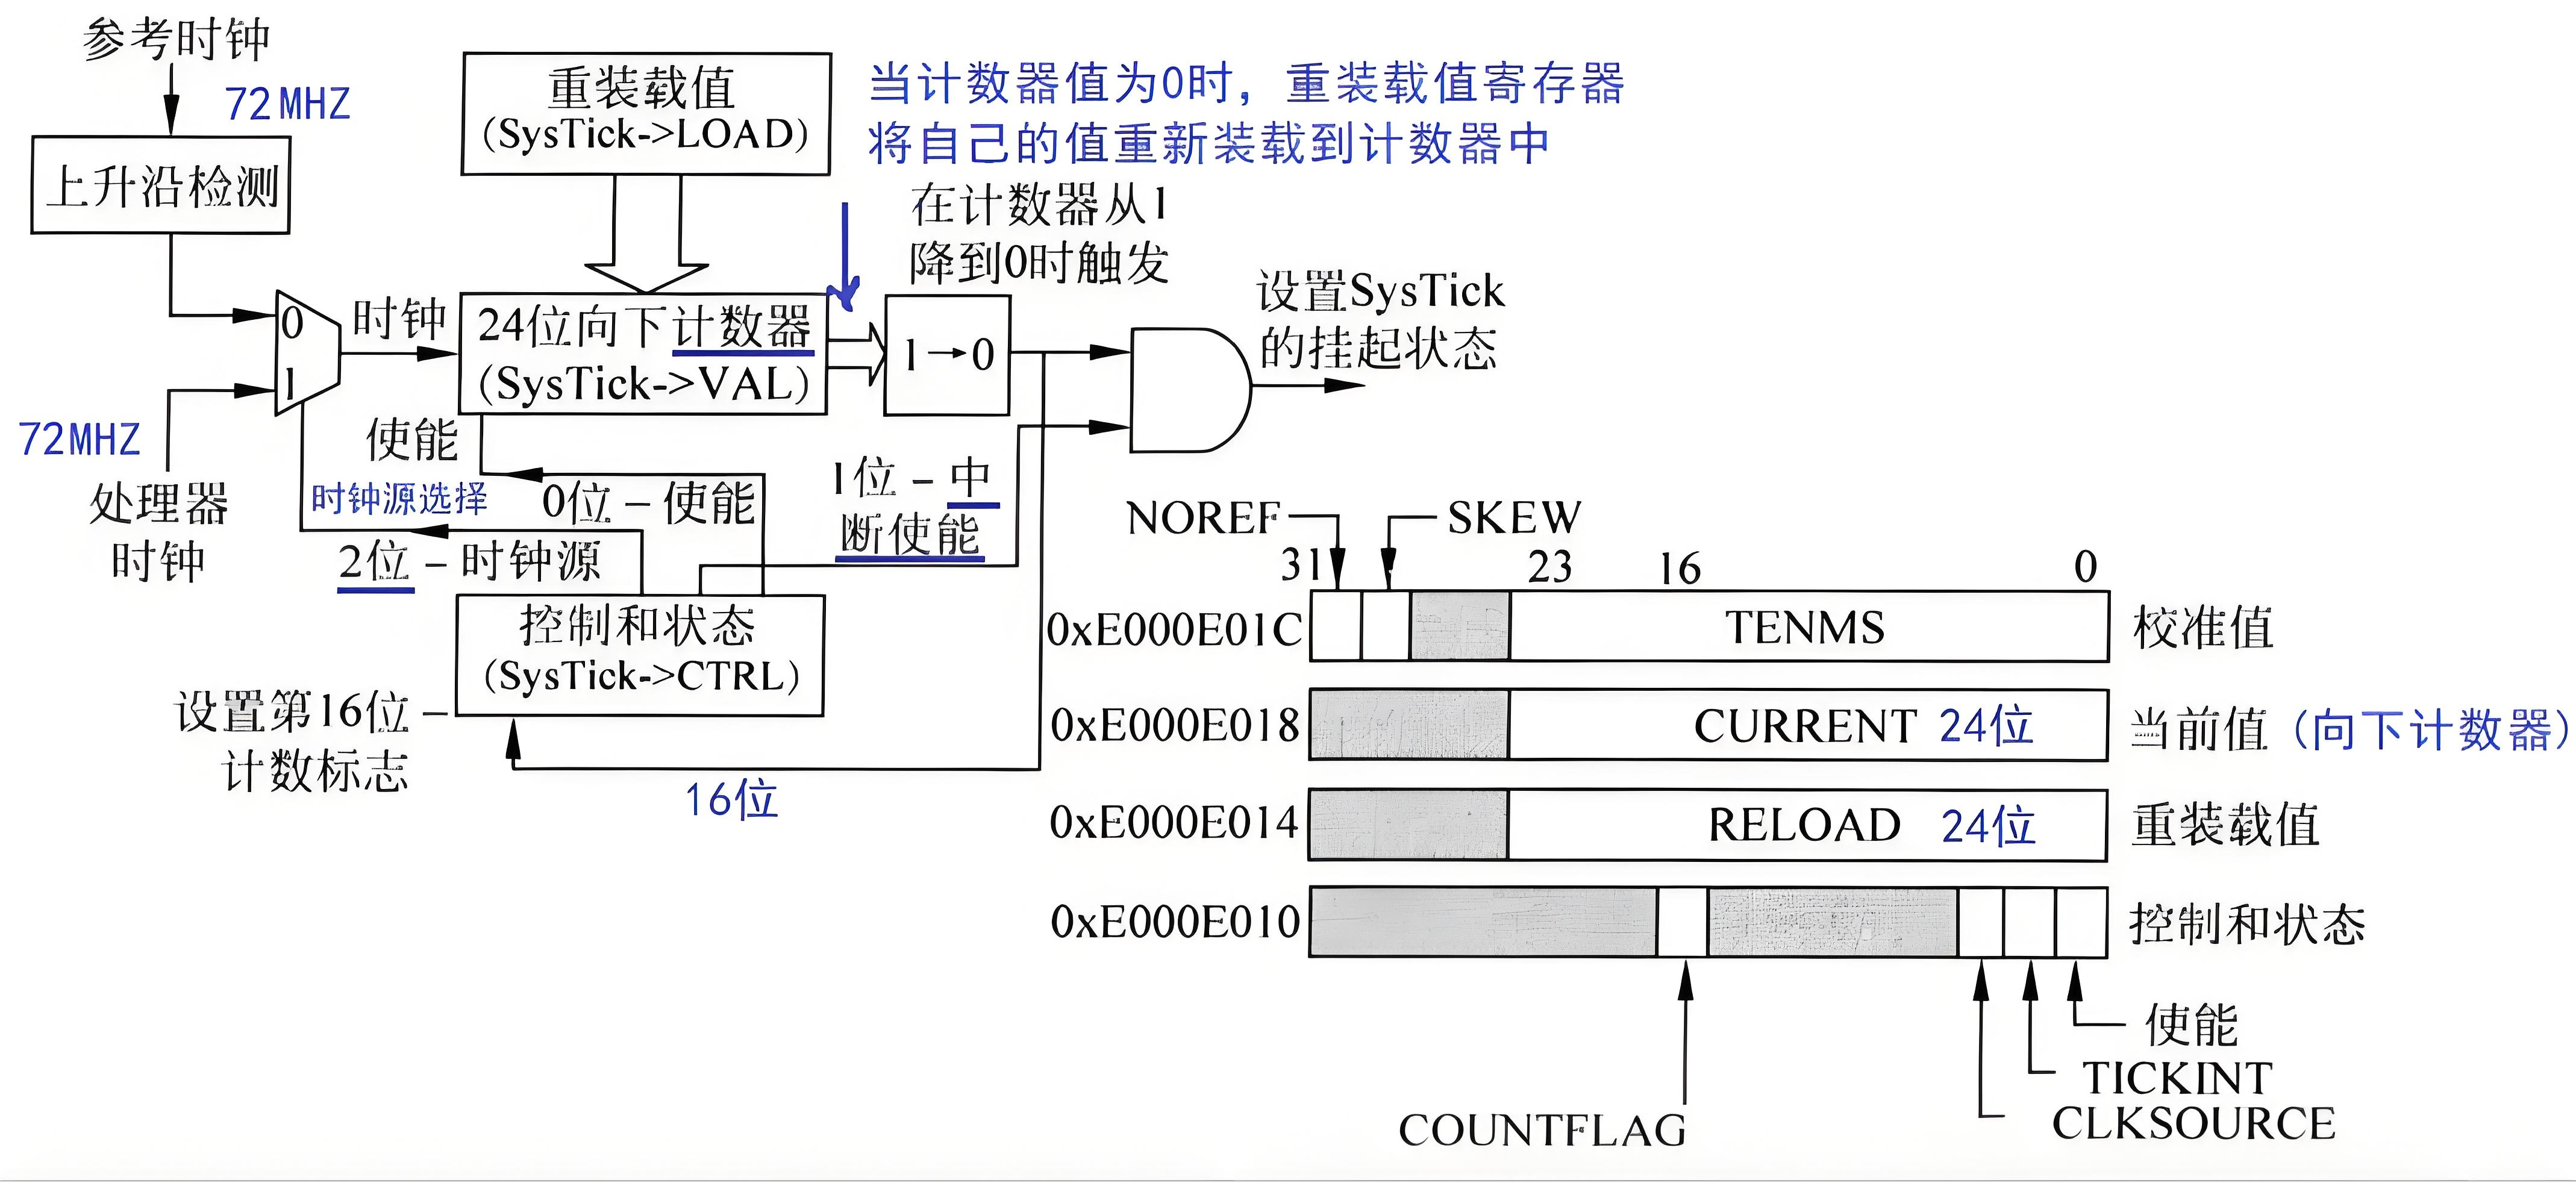 参考时钟
72MHZ
上升沿检测
重装载值
(SysTick->LOAD)
当计数器值为0时，重装载值寄存器
将自己的值重新装载到计数器中
在计数器从1
降到0时触发
0
1
时钟
24位向下计数器
(SysTick->VAL)
1→0
设置SysTick
的挂起状态
72MHZ
处理器
时钟
使能
时钟源选择
0位-使能
2位-时钟源
1位-中
断使能
控制和状态
(SysTick->CTRL)
设置第16位-
计数标志
16位
NOREF
SKEW
31
23
16
0
0xE000E01C
TENMS
校准值
0xE000E018
CURRENT 24位
当前值 (向下计数器)
0xE000E014
RELOAD 24位
重装载值
0xE000E010
控制和状态
使能
TICKINT
CLKSOURCE
COUNTFLAG